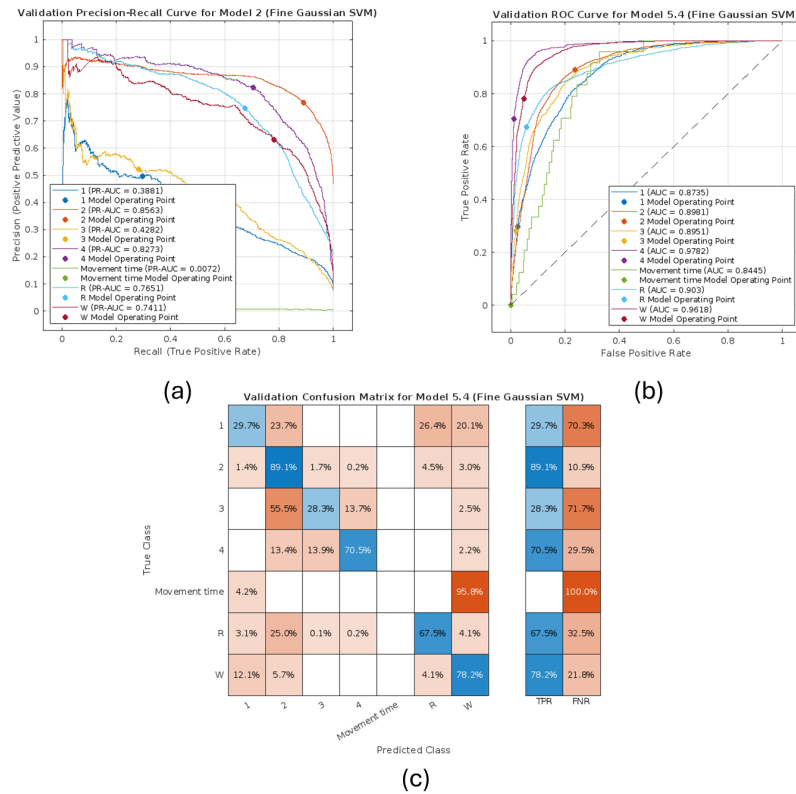 Validation Precision-Recall Curve for Model 2 (Fine Gaussian SVM)
1
0.9
0.8
0.7
0.6
0.5
0.4
0.3
0.2
0.1
0
Precision (Positive Predictive Value)
1 (PR-AUC = 0.3881)
1 Model Operating Point
2 (PR-AUC = 0.8563)
2 Model Operating Point
3 (PR-AUC = 0.4282)
3 Model Operating Point
4 (PR-AUC = 0.8273)
4 Model Operating Point
Movement time (PR-AUC = 0.0072)
Movement time Model Operating Point
R (PR-AUC = 0.7651)
R Model Operating Point
W (PR-AUC = 0.7411)
W Model Operating Point
0 0.2 0.4 0.6 0.8 1
Recall (True Positive Rate)
(a)
Validation ROC Curve for Model 5.4 (Fine Gaussian SVM)
1
0.8
0.6
0.4
0.2
0
True Positive Rate
1 (AUC = 0.8735)
1 Model Operating Point
2 (AUC = 0.8981)
2 Model Operating Point
3 (AUC = 0.8951)
3 Model Operating Point
4 (AUC = 0.9782)
4 Model Operating Point
Movement time (AUC = 0.8445)
Movement time Model Operating Point
R (AUC = 0.903)
R Model Operating Point
W (AUC = 0.9618)
W Model Operating Point
0 0.2 0.4 0.6 0.8 1
False Positive Rate
(b)
Validation Confusion Matrix for Model 5.4 (Fine Gaussian SVM)
True Class
1 29.7% 23.7% 26.4% 20.1% 29.7% 70.3%
2 1.4% 89.1% 1.7% 0.2% 4.5% 3.0% 89.1% 10.9%
3 55.5% 28.3% 13.7% 2.5% 28.3% 71.7%
4 13.4% 13.9% 70.5% 2.2% 70.5% 29.5%
Movement time 4.2% 95.8% 100.0%
R 3.1% 25.0% 0.1% 0.2% 67.5% 4.1% 67.5% 32.5%
W 12.1% 5.7% 4.1% 78.2% 78.2% 21.8%
1 2 3 4 Movement time R W TPR FNR
Predicted Class
(c)